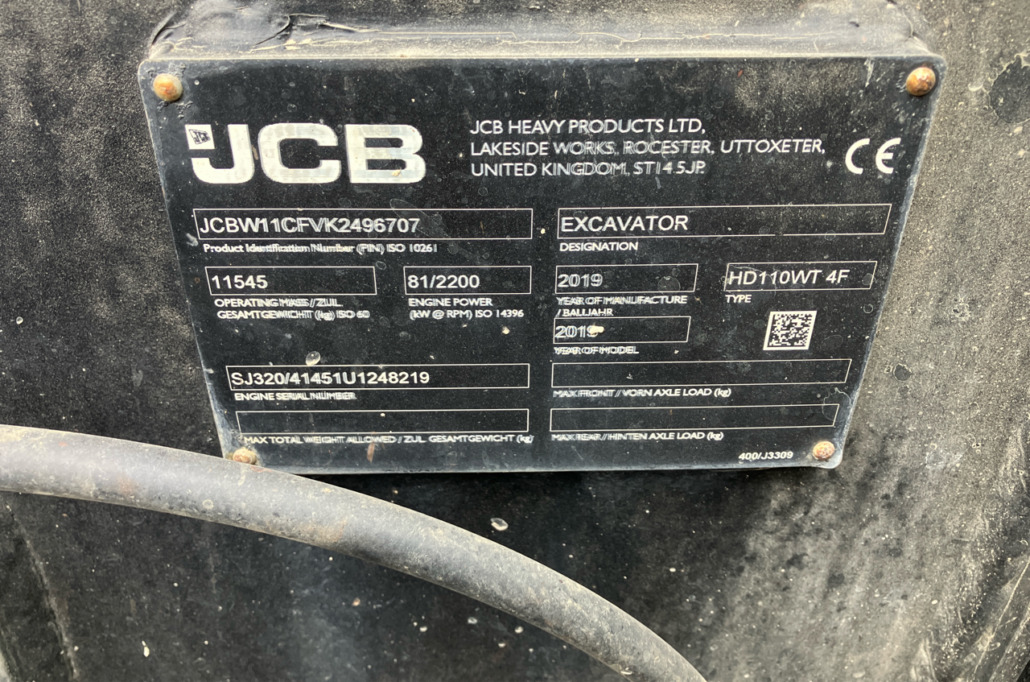 JCB
JCB HEAVY PRODUCTS LTD,
LAKESIDE WORKS, ROCESTER, UTTOXETER,
UNITED KINGDOM, ST14 5JP.
CE
JCBW11CFVK2496707
Product Identification Number (PIN) ISO 10261
EXCAVATOR
DESIGNATION
11545
OPERATING MASS / ZUL.
GESAMTGEWICHT (kg) ISO 60
81/2200
ENGINE POWER
(kW @ RPM) ISO 14396
2019
YEAR OF MANUFACTURE
/ BAUJAHR
HD110WT 4F
TYPE
2019
YEAR OF MODEL
SJ320/41451U1248219
ENGINE SERIAL NUMBER
MAX FRONT / VORN AXLE LOAD (kg)
MAX TOTAL WEIGHT ALLOWED / ZUL. GESAMTGEWICHT (kg)
MAX REAR / HINTEN AXLE LOAD (kg)
400/J3309